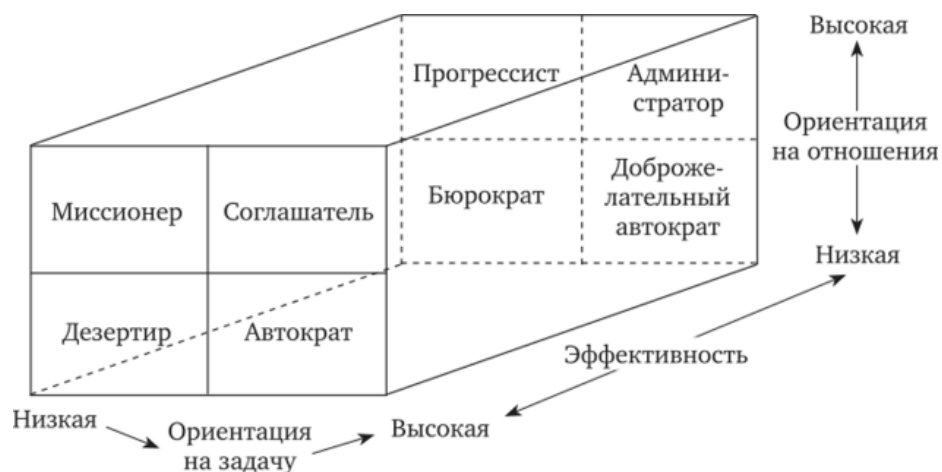 Высокая
Прогрессист
Админи-
стратор
Ориентация
на отношения
Миссионер
Соглашатель
Бюрократ
Доброже-
лательный
автократ
Низкая
Дезертир
Автократ
Эффективность
Низкая
Ориентация
на задачу
Высокая